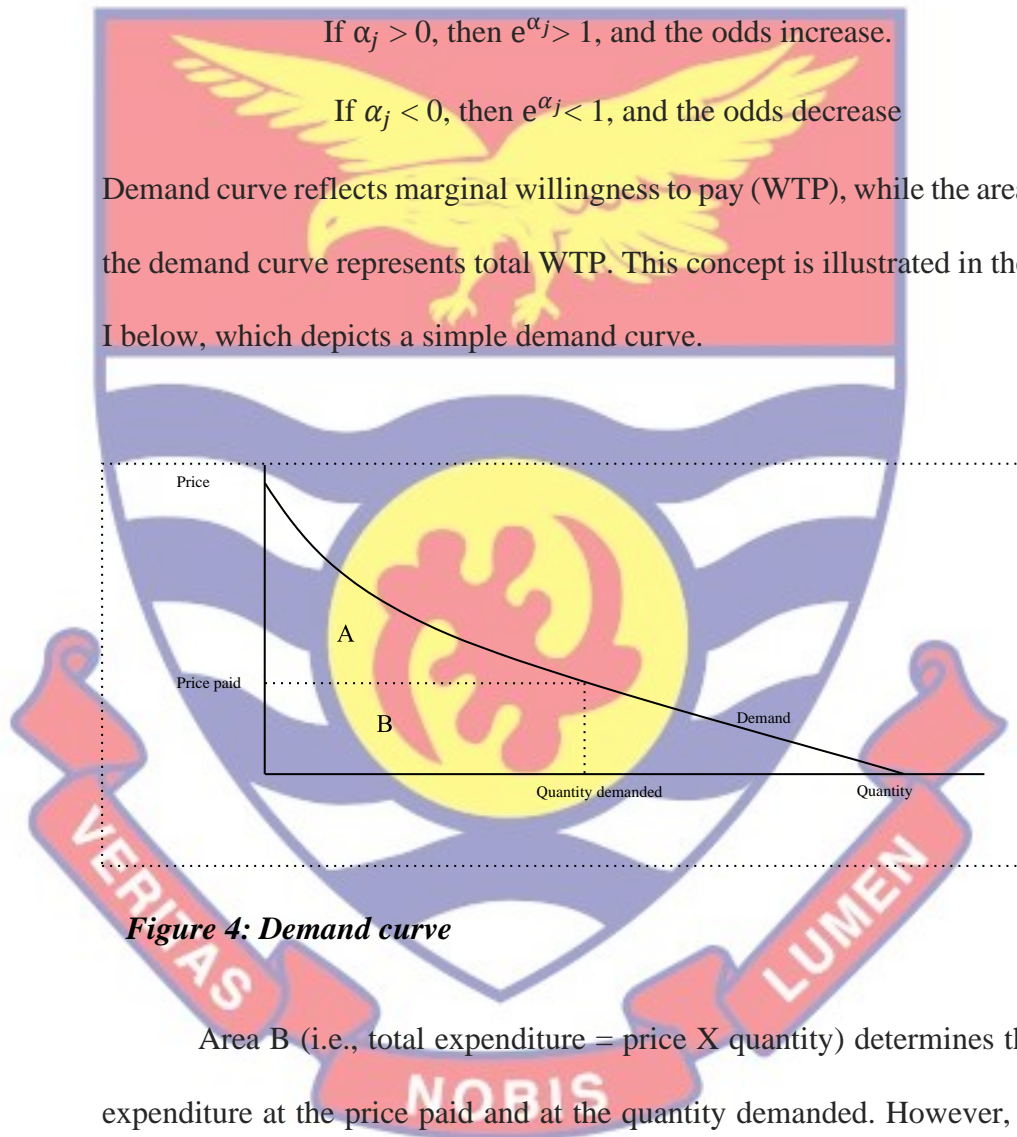 If αⱼ > 0, then e^αⱼ > 1, and the odds increase.
If αⱼ < 0, then e^αⱼ < 1, and the odds decrease
Demand curve reflects marginal willingness to pay (WTP), while the area
the demand curve represents total WTP. This concept is illustrated in the
I below, which depicts a simple demand curve.
Price
A
Price paid
B
Demand
Quantity demanded
Quantity
Figure 4: Demand curve
Area B (i.e., total expenditure = price X quantity) determines
expenditure at the price paid and at the quantity demanded. However,
VERITAS
NOBIS
LUMEN